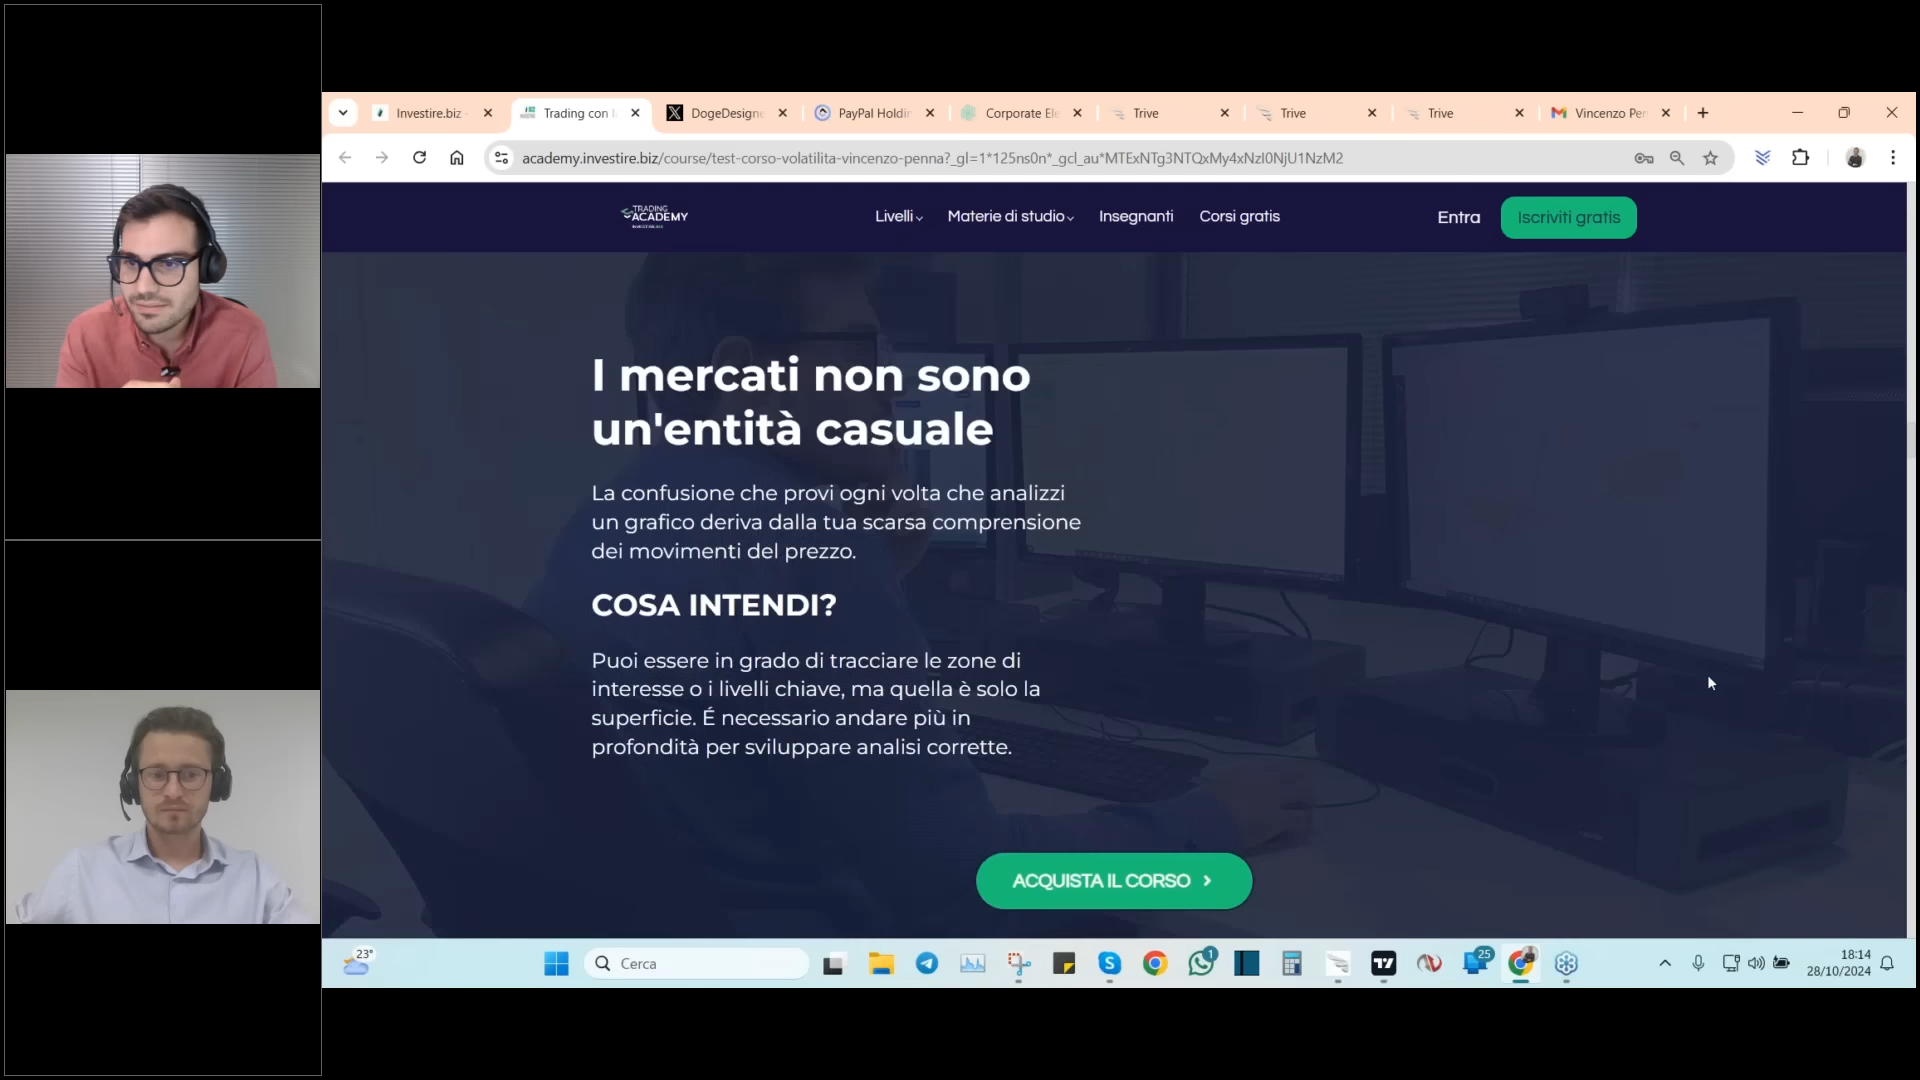 Investire.biz -
Trading con l
DogeDesigne
PayPal Holdin
Corporate Ele
Trive
Trive
Trive
Vincenzo Pen
academy.investire.biz/course/test-corso-volatilita-vincenzo-penna?_gl=1*125ns0n*_gcl_au*MTExNTg3NTQxMy4xNzI0NjU1NzM2
TRADING
ACADEMY
Livelli
Materie di studio
Insegnanti
Corsi gratis
Entra
Iscriviti gratis
I mercati non sono
un'entità casuale
La confusione che provi ogni volta che analizzi
un grafico deriva dalla tua scarsa comprensione
dei movimenti del prezzo.
COSA INTENDI?
Puoi essere in grado di tracciare le zone di
interesse o i livelli chiave, ma quella è solo la
superficie. É necessario andare più in
profondità per sviluppare analisi corrette.
ACQUISTA IL CORSO
23°
Cerca
1
25
18:14
28/10/2024